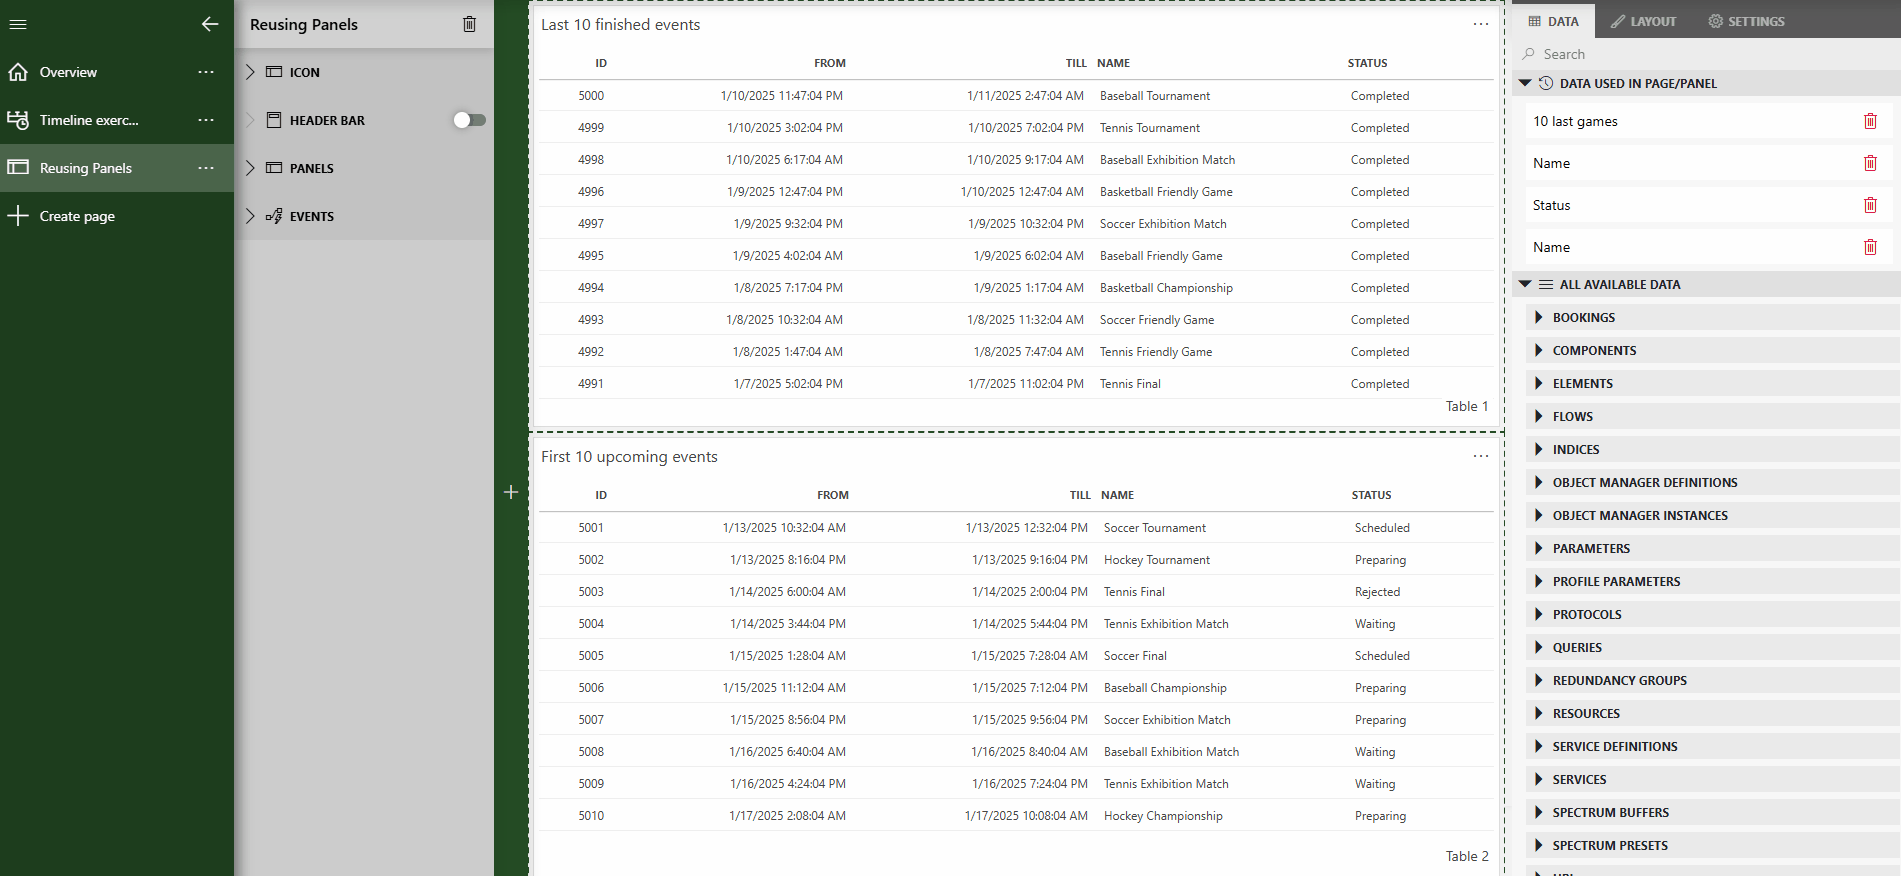 Overview
Timeline exerc...
Reusing Panels
Create page
Reusing Panels
ICON
HEADER BAR
PANELS
EVENTS
Last 10 finished events
ID FROM TILL NAME STATUS
5000 1/10/2025 11:47:04 PM 1/11/2025 2:47:04 AM Baseball Tournament Completed
4999 1/10/2025 3:02:04 PM 1/10/2025 7:02:04 PM Tennis Tournament Completed
4998 1/10/2025 6:17:04 AM 1/10/2025 9:17:04 AM Baseball Exhibition Match Completed
4996 1/9/2025 12:47:04 PM 1/10/2025 12:47:04 AM Basketball Friendly Game Completed
4997 1/9/2025 9:32:04 PM 1/9/2025 10:32:04 PM Soccer Exhibition Match Completed
4995 1/9/2025 4:02:04 AM 1/9/2025 6:02:04 AM Baseball Friendly Game Completed
4994 1/8/2025 7:17:04 PM 1/9/2025 1:17:04 AM Basketball Championship Completed
4993 1/8/2025 10:32:04 AM 1/8/2025 11:32:04 AM Soccer Friendly Game Completed
4992 1/8/2025 1:47:04 AM 1/8/2025 7:47:04 AM Tennis Friendly Game Completed
4991 1/7/2025 5:02:04 PM 1/7/2025 11:02:04 PM Tennis Final Completed
Table 1
First 10 upcoming events
ID FROM TILL NAME STATUS
5001 1/13/2025 10:32:04 AM 1/13/2025 12:32:04 PM Soccer Tournament Scheduled
5002 1/13/2025 8:16:04 PM 1/13/2025 9:16:04 PM Hockey Tournament Preparing
5003 1/14/2025 6:00:04 AM 1/14/2025 2:00:04 PM Tennis Final Rejected
5004 1/14/2025 3:44:04 PM 1/14/2025 5:44:04 PM Tennis Exhibition Match Waiting
5005 1/15/2025 1:28:04 AM 1/15/2025 7:28:04 AM Soccer Final Scheduled
5006 1/15/2025 11:12:04 AM 1/15/2025 7:12:04 PM Baseball Championship Preparing
5007 1/15/2025 8:56:04 PM 1/15/2025 9:56:04 PM Soccer Exhibition Match Preparing
5008 1/16/2025 6:40:04 AM 1/16/2025 8:40:04 AM Baseball Exhibition Match Waiting
5009 1/16/2025 4:24:04 PM 1/16/2025 7:24:04 PM Tennis Exhibition Match Waiting
5010 1/17/2025 2:08:04 AM 1/17/2025 10:08:04 AM Hockey Championship Preparing
Table 2
DATA LAYOUT SETTINGS
Search
DATA USED IN PAGE/PANEL
10 last games
Name
Status
Name
ALL AVAILABLE DATA
BOOKINGS
COMPONENTS
ELEMENTS
FLOWS
INDICES
OBJECT MANAGER DEFINITIONS
OBJECT MANAGER INSTANCES
PARAMETERS
PROFILE PARAMETERS
PROTOCOLS
QUERIES
REDUNDANCY GROUPS
RESOURCES
SERVICE DEFINITIONS
SERVICES
SPECTRUM BUFFERS
SPECTRUM PRESETS